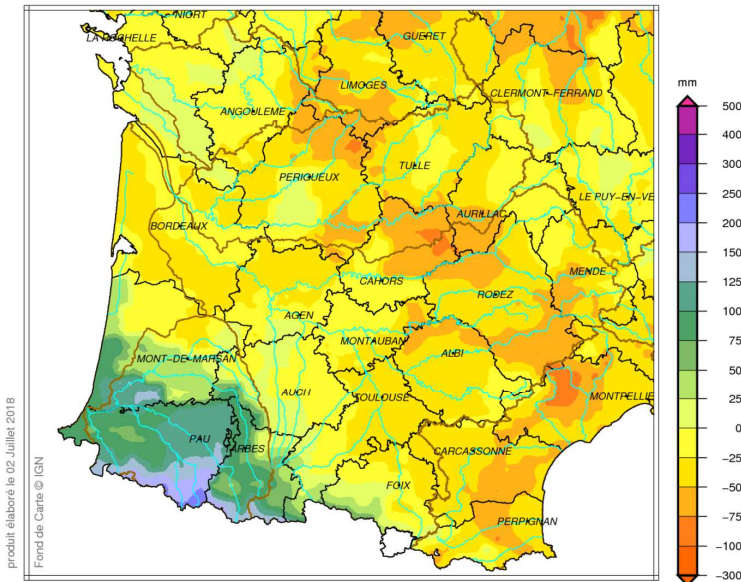 NIORT
LA ROCHELLE
GUERET
LIMOGES
CLERMONT-FERRAND
ANGOULEME
TULLE
PERIGUEUX
LE PUY-EN-VE
AURILLAC
BORDEAUX
CAHORS
MENDE
RODEZ
AGEN
MONTAUBAN
ALBI
MONT-DE-MARSAN
AUCH
TOULOUSE
MONTPELLIE
PAU
TARBES
CARCASSONNE
FOIX
PERPIGNAN
mm
500
400
300
250
200
150
125
100
75
50
25
0
-25
-50
-75
-100
-300
produit élaboré le 02 Juillet 2018
Fond de Carte © IGN